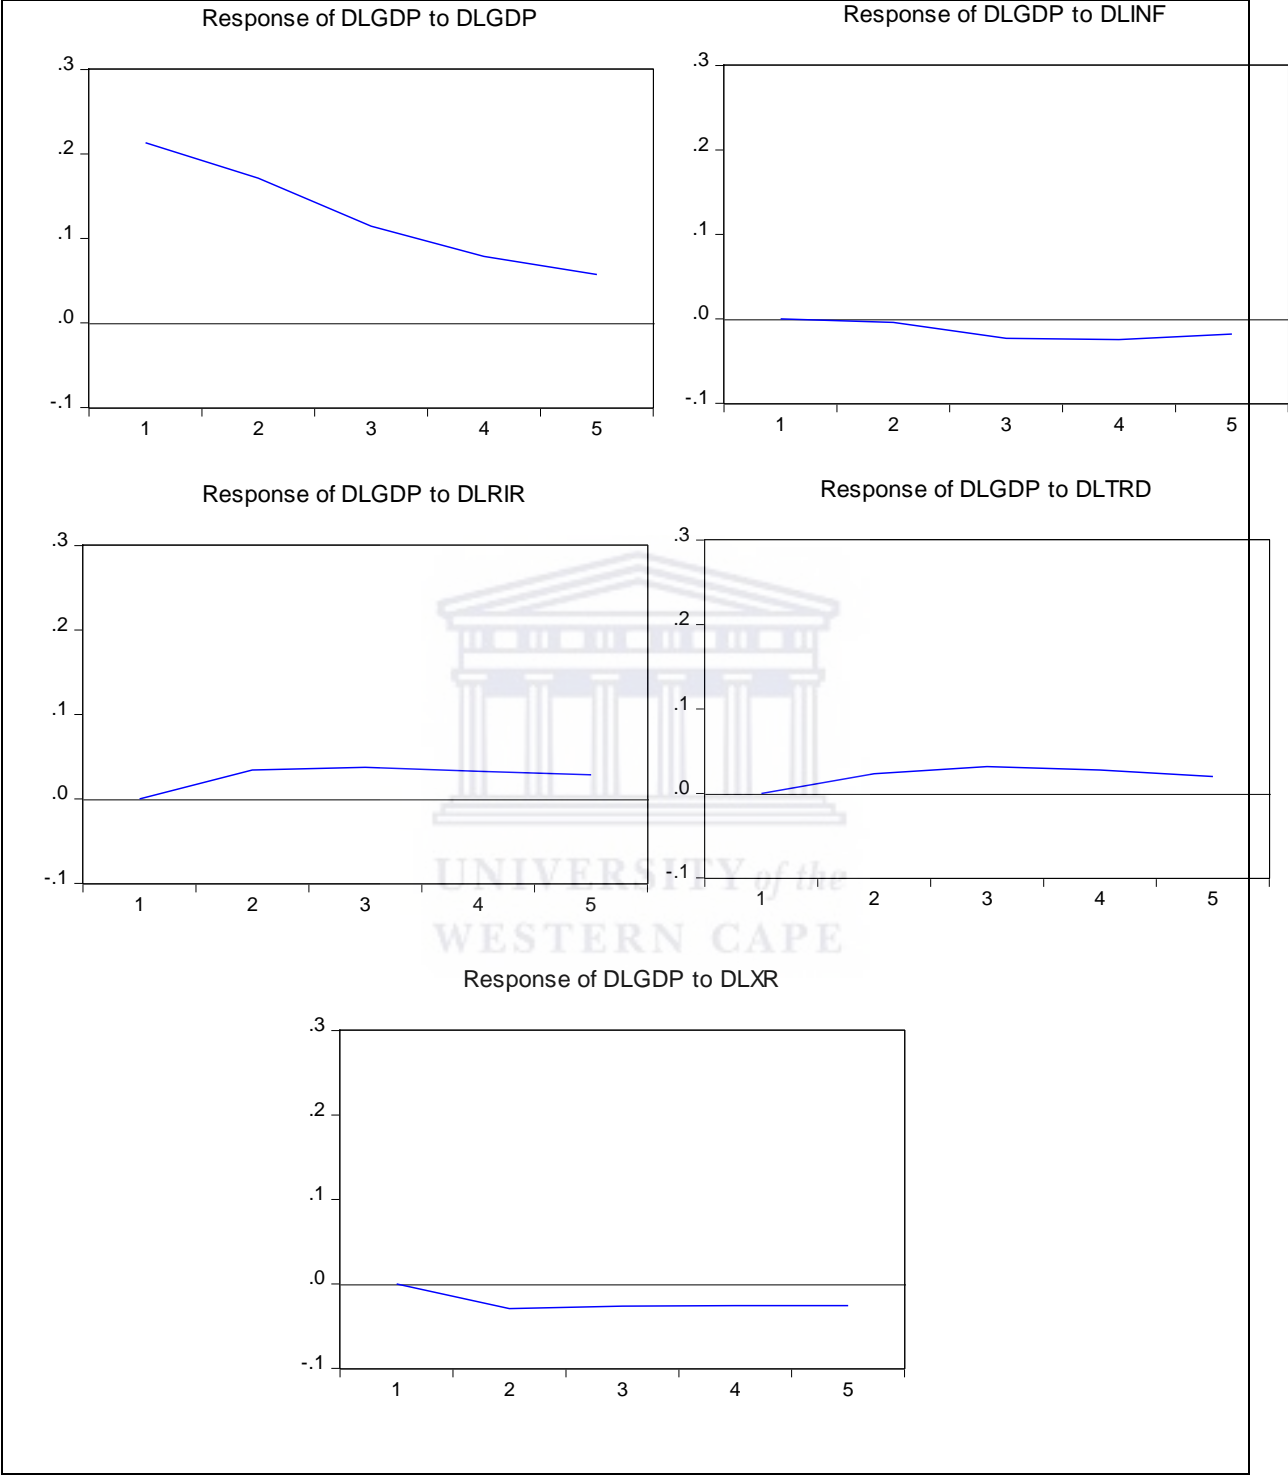 Response of DLGDP to DLGDP
.3
.2
.1
.0
-.1
1 2 3 4 5
Response of DLGDP to DLINF
.3
.2
.1
.0
-.1
1 2 3 4 5
Response of DLGDP to DLRIR
.3
.2
.1
.0
-.1
1 2 3 4 5
Response of DLGDP to DLTRD
.3
.2
.1
.0
-.1
1 2 3 4 5
UNIVERSITY of the
WESTERN CAPE
Response of DLGDP to DLXR
.3
.2
.1
.0
-.1
1 2 3 4 5